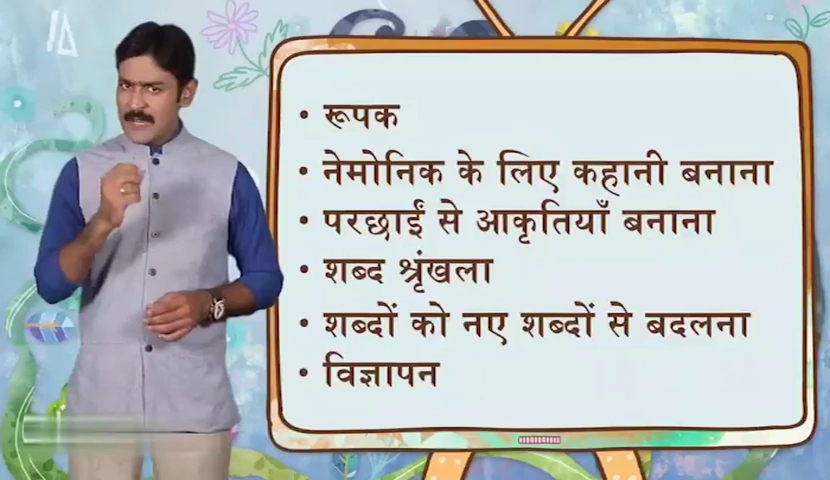 • रूपक
• नेमोनिक के लिए कहानी बनाना
• परछाईं से आकृतियाँ बनाना
• शब्द श्रृंखला
• शब्दों को नए शब्दों से बदलना
• विज्ञापन